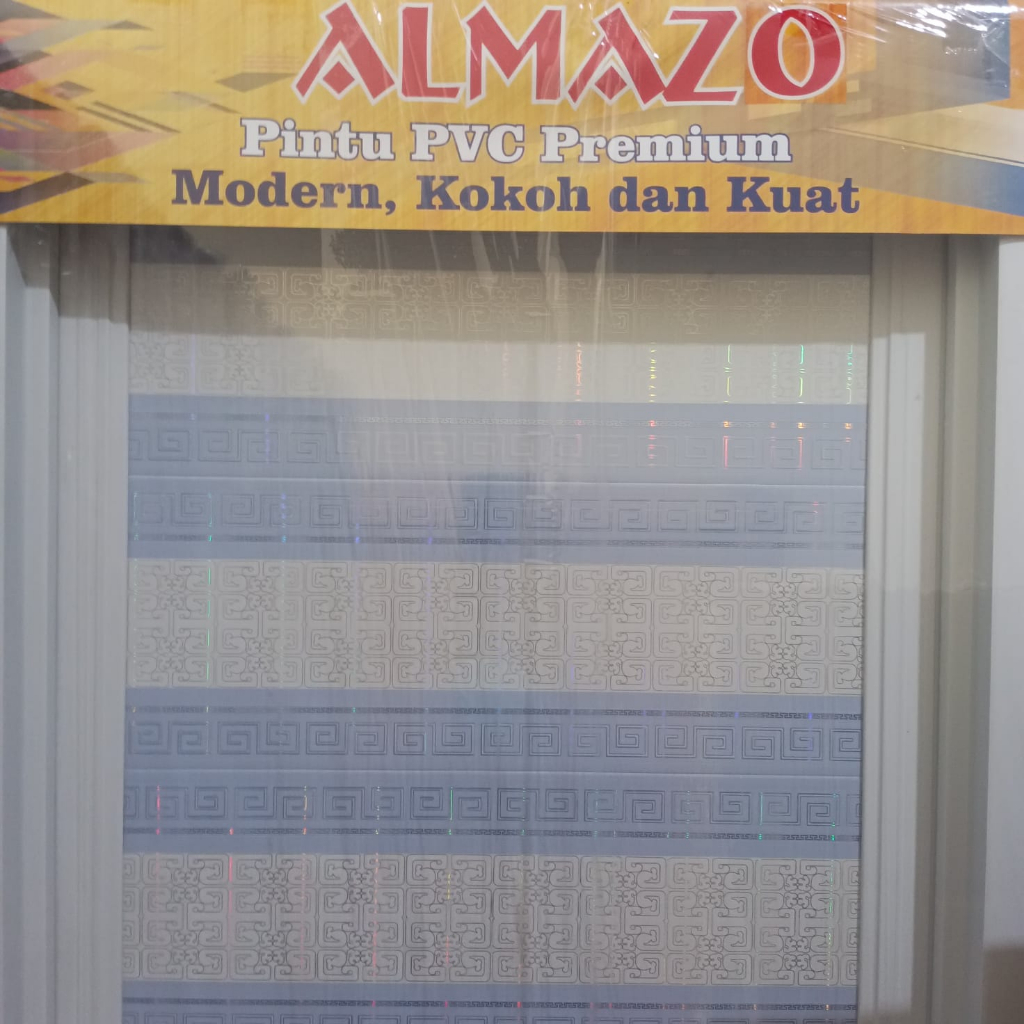 ALMAZO
Pintu PVC Premium
Modern, Kokoh dan Kuat